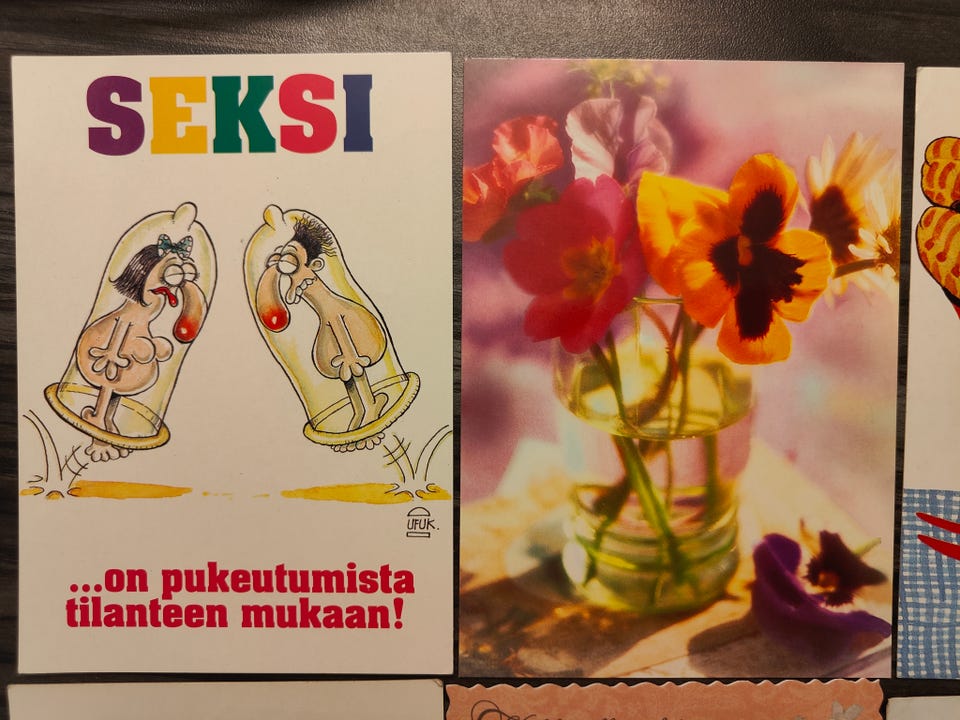 SEKSI
UFUK.
...on pukeutumista
tilanteen mukaan!